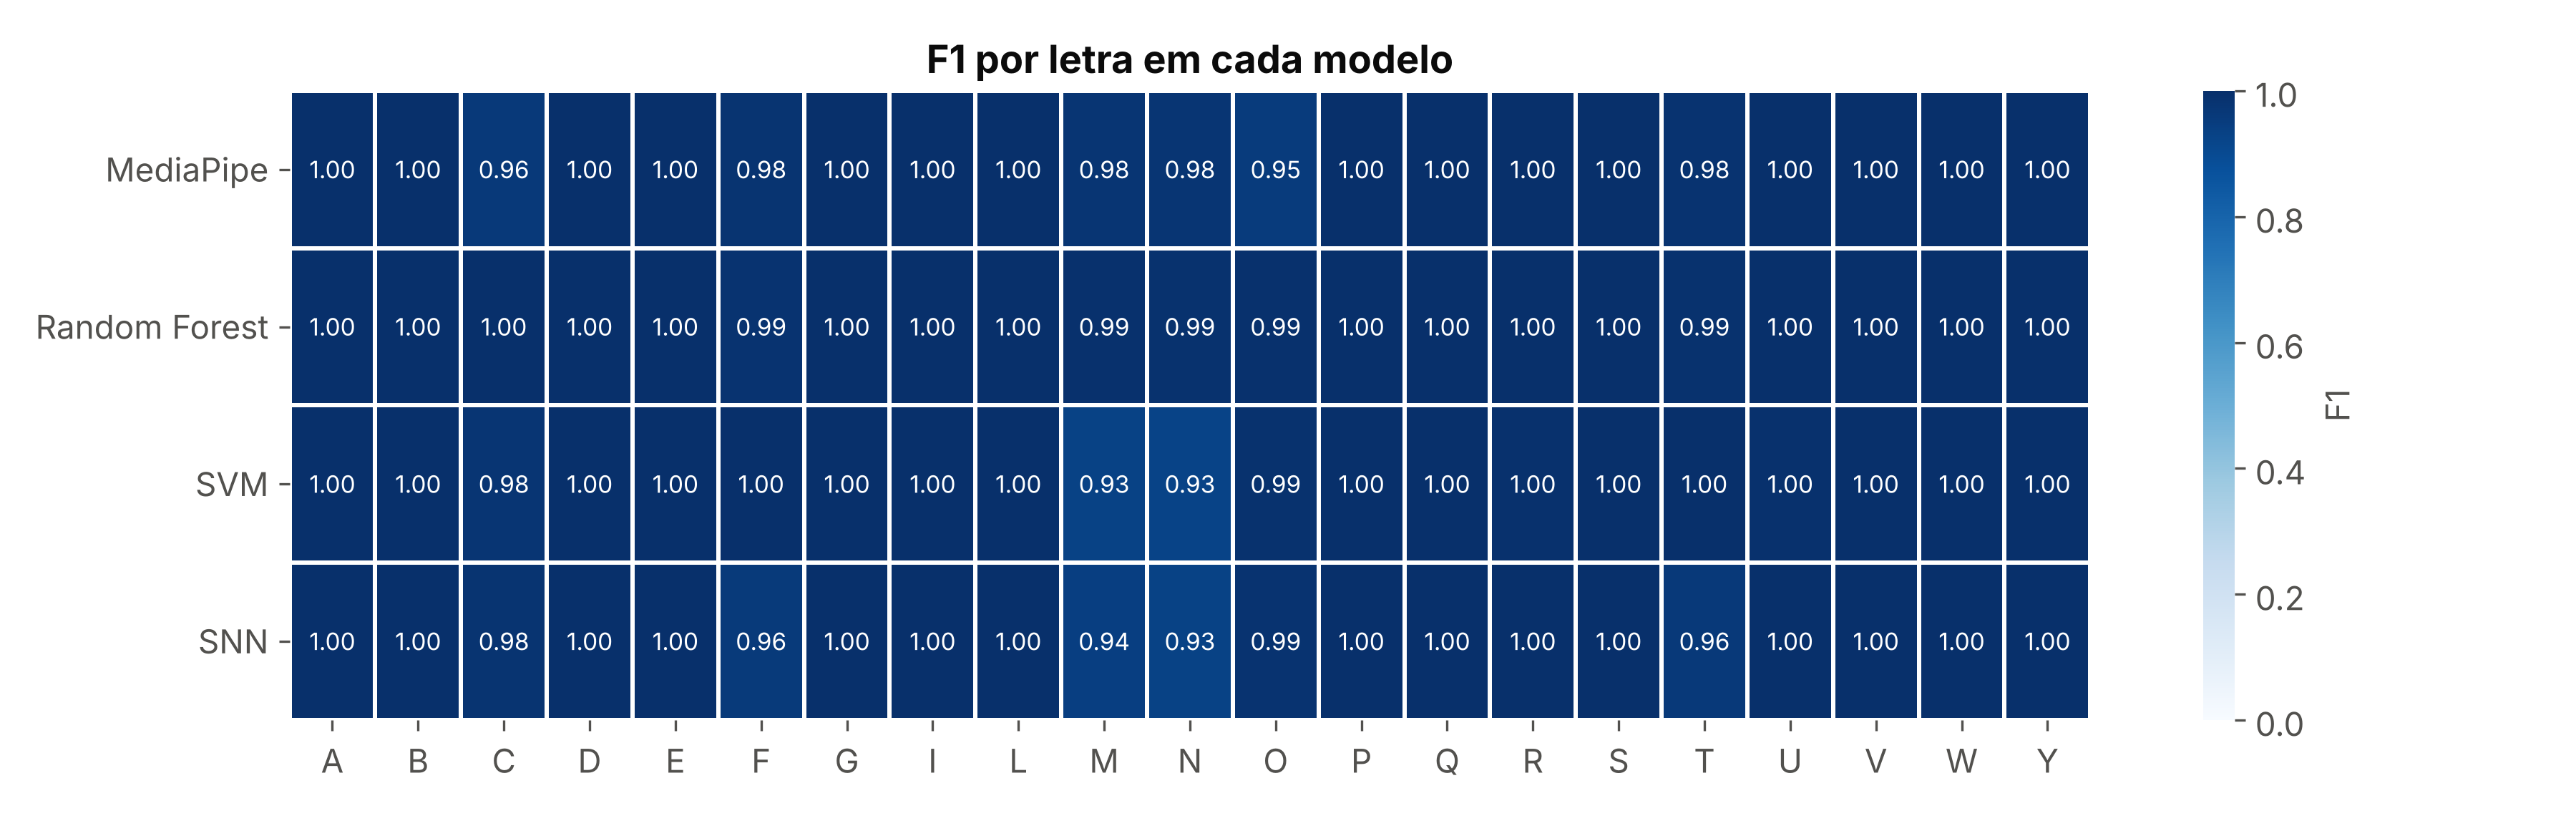 F1 por letra em cada modelo
MediaPipe 1.00 1.00 0.96 1.00 1.00 0.98 1.00 1.00 1.00 0.98 0.98 0.95 1.00 1.00 1.00 1.00 0.98 1.00 1.00 1.00 1.00
Random Forest 1.00 1.00 1.00 1.00 1.00 0.99 1.00 1.00 1.00 0.99 0.99 0.99 1.00 1.00 1.00 1.00 0.99 1.00 1.00 1.00 1.00
SVM 1.00 1.00 0.98 1.00 1.00 1.00 1.00 1.00 1.00 0.93 0.93 0.99 1.00 1.00 1.00 1.00 1.00 1.00 1.00 1.00 1.00
SNN 1.00 1.00 0.98 1.00 1.00 0.96 1.00 1.00 1.00 0.94 0.93 0.99 1.00 1.00 1.00 1.00 0.96 1.00 1.00 1.00 1.00
A B C D E F G I L M N O P Q R S T U V W Y
1.0
0.8
0.6
0.4
0.2
0.0
F1